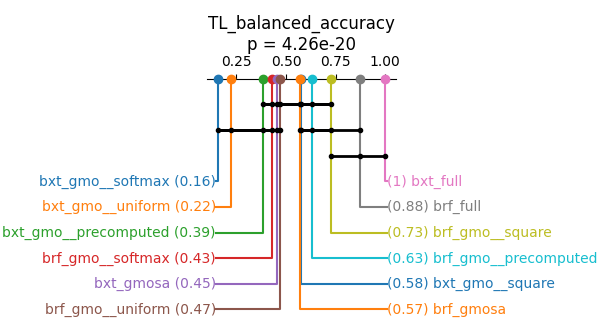 TL_balanced_accuracy
p = 4.26e-20
0.25 0.50 0.75 1.00
bxt_gmo__softmax (0.16) (1) bxt_full
bxt_gmo__uniform (0.22) (0.88) brf_full
bxt_gmo__precomputed (0.39) (0.73) brf_gmo__square
brf_gmo__softmax (0.43) (0.63) brf_gmo__precomputed
bxt_gmosa (0.45) (0.58) bxt_gmo__square
brf_gmo__uniform (0.47) (0.57) brf_gmosa